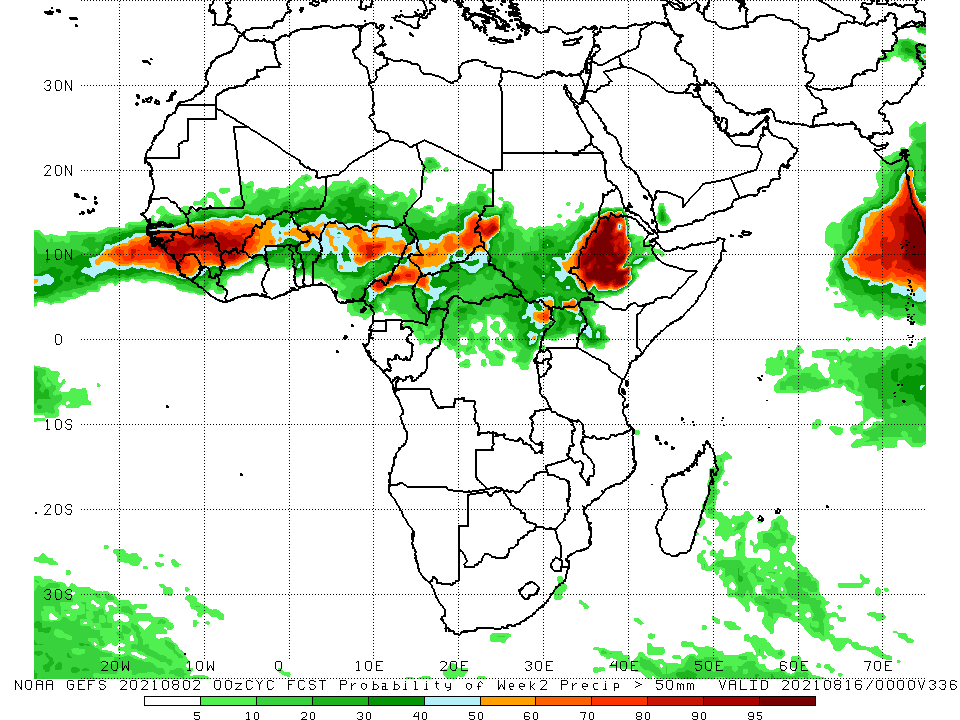 30N
20N
10N
0
10S
20S
30S
20W 10W 0 10E 20E 30E 40E 50E 60E 70E
NOAA GEFS 20210802 00zCYC FCST Probability of Week2 Precip > 50mm VALID 20210816/0000V336
5 10 20 30 40 50 60 70 80 90 95